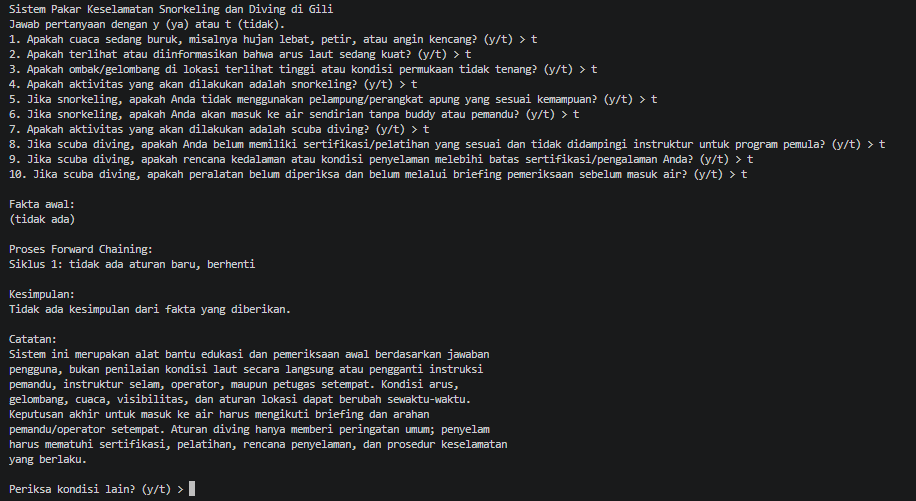 Sistem Pakar Keselamatan Snorkeling dan Diving di Gili
Jawab pertanyaan dengan y (ya) atau t (tidak).
1. Apakah cuaca sedang buruk, misalnya hujan lebat, petir, atau angin kencang? (y/t) > t
2. Apakah terlihat atau diinformasikan bahwa arus laut sedang kuat? (y/t) > t
3. Apakah ombak/gelombang di lokasi terlihat tinggi atau kondisi permukaan tidak tenang? (y/t) > t
4. Apakah aktivitas yang akan dilakukan adalah snorkeling? (y/t) > t
5. Jika snorkeling, apakah Anda tidak menggunakan pelampung/perangkat apung yang sesuai kemampuan? (y/t) > t
6. Jika snorkeling, apakah Anda akan masuk ke air sendirian tanpa buddy atau pemandu? (y/t) > t
7. Apakah aktivitas yang akan dilakukan adalah scuba diving? (y/t) > t
8. Jika scuba diving, apakah Anda belum memiliki sertifikasi/pelatihan yang sesuai dan tidak didampingi instruktur untuk program pemula? (y/t) > t
9. Jika scuba diving, apakah rencana kedalaman atau kondisi penyelaman melebihi batas sertifikasi/pengalaman Anda? (y/t) > t
10. Jika scuba diving, apakah peralatan belum diperiksa dan belum melalui briefing pemeriksaan sebelum masuk air? (y/t) > t
Fakta awal:
(tidak ada)
Proses Forward Chaining:
Siklus 1: tidak ada aturan baru, berhenti
Kesimpulan:
Tidak ada kesimpulan dari fakta yang diberikan.
Catatan:
Sistem ini merupakan alat bantu edukasi dan pemeriksaan awal berdasarkan jawaban
pengguna, bukan penilaian kondisi laut secara langsung atau pengganti instruksi
pemandu, instruktur selam, operator, maupun petugas setempat. Kondisi arus,
gelombang, cuaca, visibilitas, dan aturan lokasi dapat berubah sewaktu-waktu.
Keputusan akhir untuk masuk ke air harus mengikuti briefing dan arahan
pemandu/operator setempat. Aturan diving hanya memberi peringatan umum; penyelam
harus mematuhi sertifikasi, pelatihan, rencana penyelaman, dan prosedur keselamatan
yang berlaku.
Periksa kondisi lain? (y/t) >